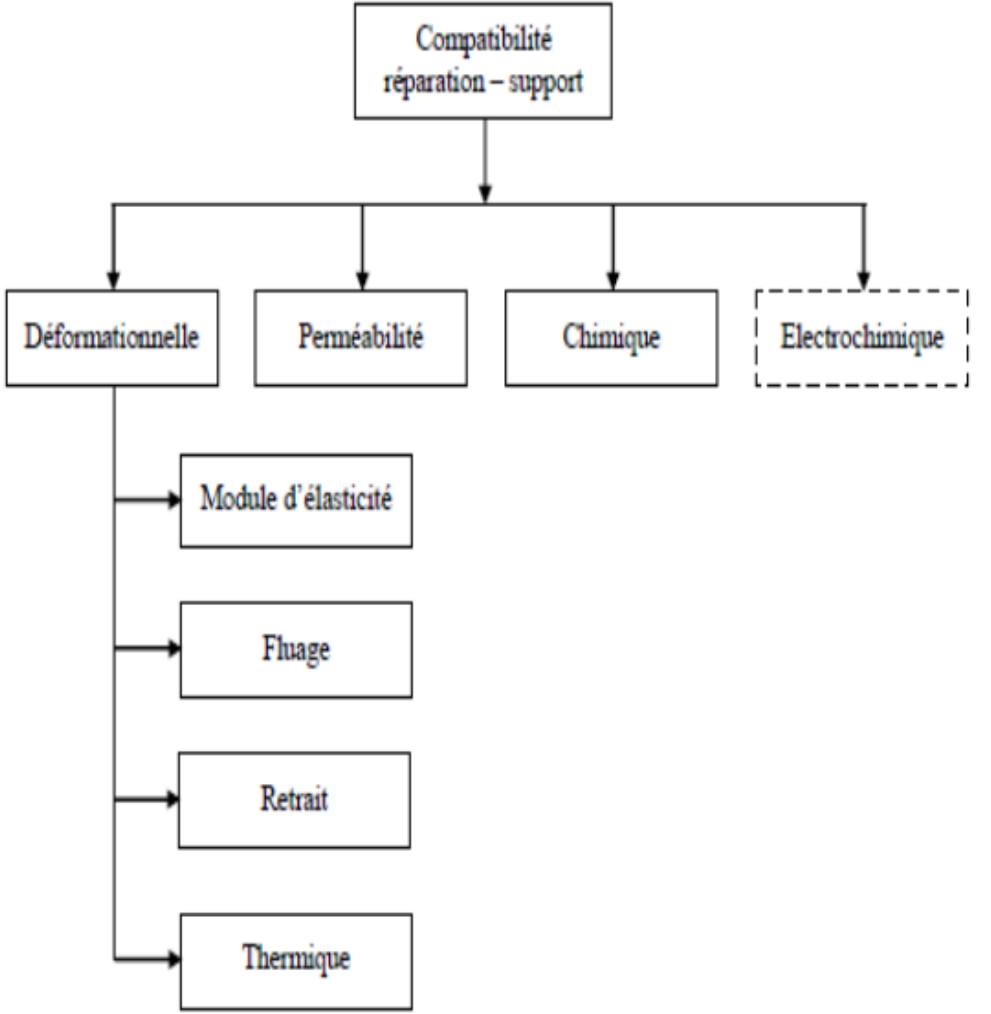 Compatibilité
réparation – support
Déformationnelle
Perméabilité
Chimique
Electrochimique
Module d’élasticité
Fluage
Retrait
Thermique